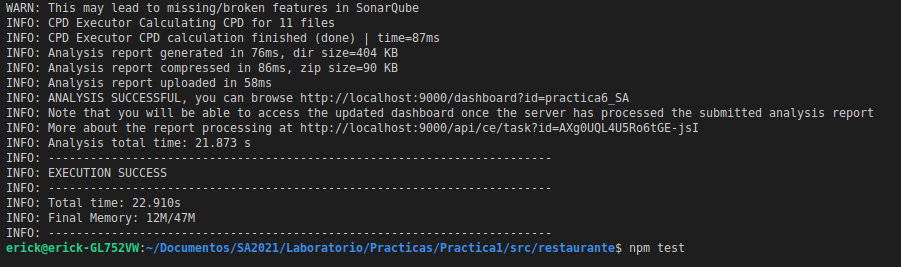 WARN: This may lead to missing/broken features in SonarQube
INFO: CPD Executor Calculating CPD for 11 files
INFO: CPD Executor CPD calculation finished (done) | time=87ms
INFO: Analysis report generated in 76ms, dir size=404 KB
INFO: Analysis report compressed in 86ms, zip size=90 KB
INFO: Analysis report uploaded in 58ms
INFO: ANALYSIS SUCCESSFUL, you can browse http://localhost:9000/dashboard?id=practica6_SA
INFO: Note that you will be able to access the updated dashboard once the server has processed the submitted analysis report
INFO: More about the report processing at http://localhost:9000/api/ce/task?id=AXg0UQL4U5Ro6tGE-jsI
INFO: Analysis total time: 21.873 s
INFO: ------------------------------------------------------------------------
INFO: EXECUTION SUCCESS
INFO: ------------------------------------------------------------------------
INFO: Total time: 22.910s
INFO: Final Memory: 12M/47M
INFO: ------------------------------------------------------------------------
erick@erick-GL752VW:~/Documentos/SA2021/Laboratorio/Practicas/Practica1/src/restaurante$ npm test